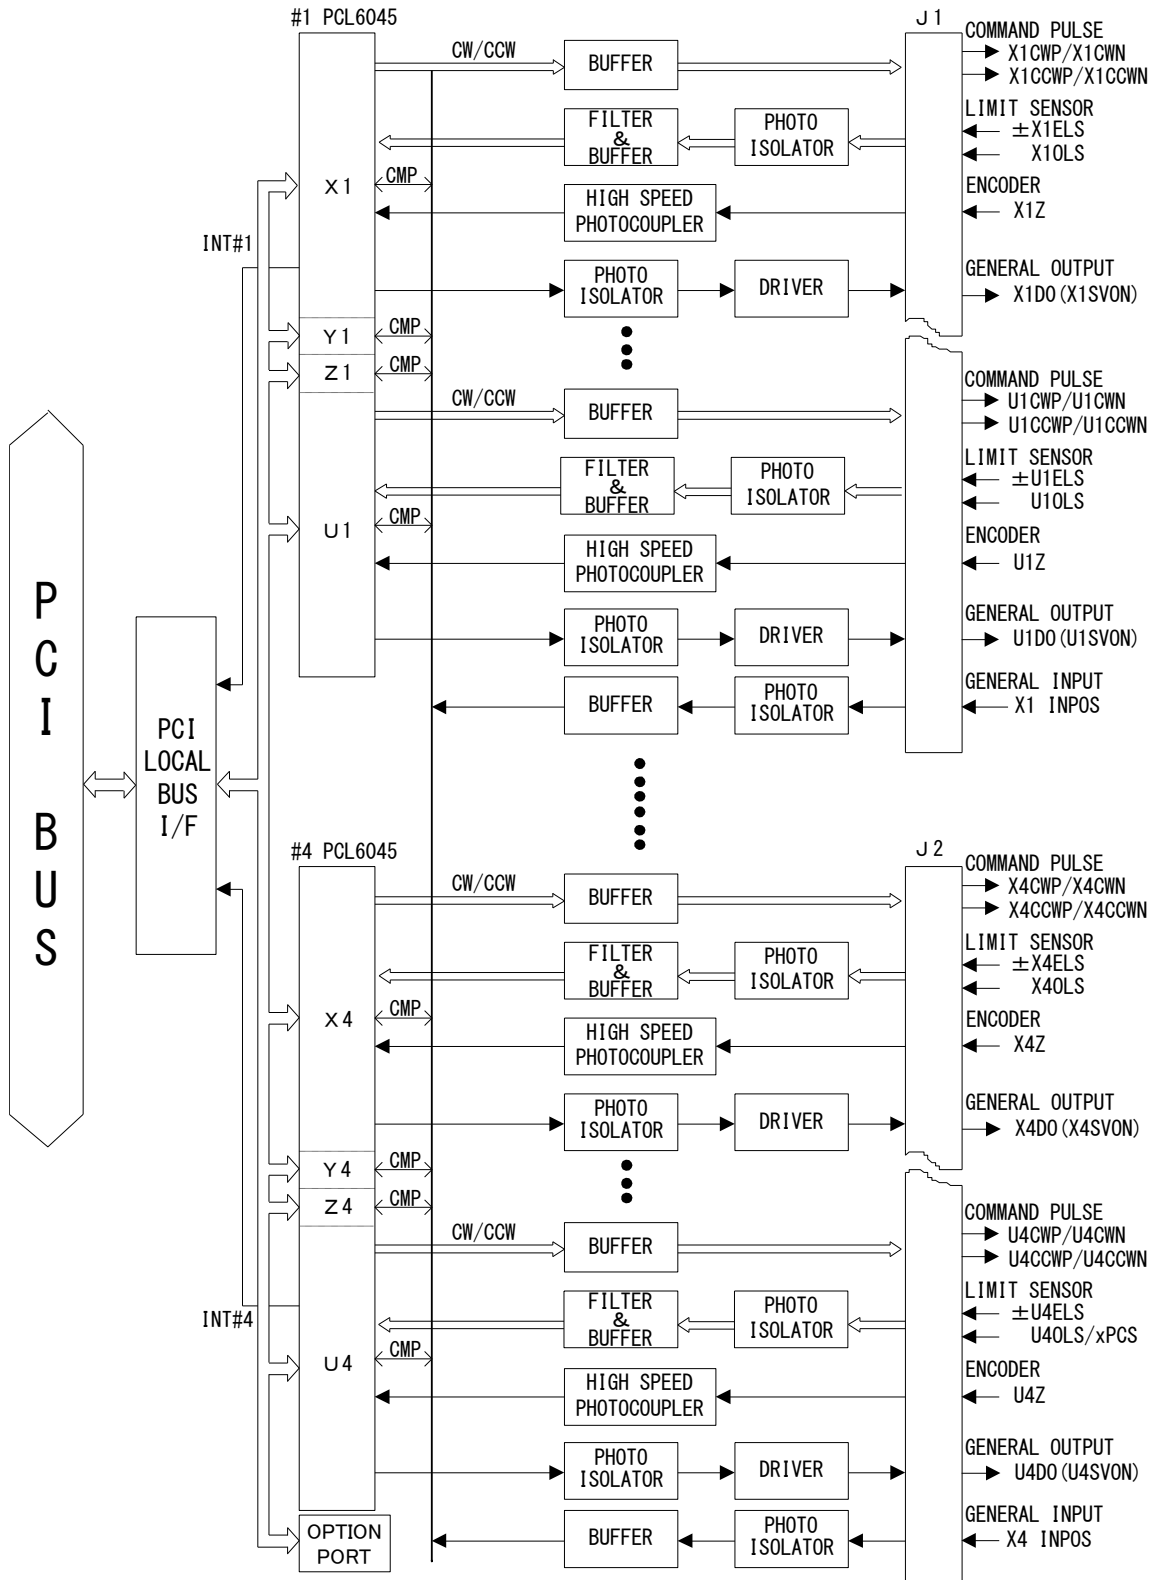 #1 PCL6045
J1
COMMAND PULSE
CW/CCW
BUFFER
X1CWP/X1CWN
X1CCWP/X1CCWN
LIMIT SENSOR
FILTER
&
BUFFER
PHOTO
ISOLATOR
±X1ELS
X1OLS
X1
CMP
ENCODER
HIGH SPEED
PHOTOCOUPLER
X1Z
INT#1
GENERAL OUTPUT
PHOTO
ISOLATOR
DRIVER
X1DO(X1SVON)
Y1
CMP
Z1
CMP
COMMAND PULSE
CW/CCW
BUFFER
U1CWP/U1CWN
U1CCWP/U1CCWN
LIMIT SENSOR
FILTER
&
BUFFER
PHOTO
ISOLATOR
±U1ELS
U1OLS
U1
CMP
ENCODER
HIGH SPEED
PHOTOCOUPLER
U1Z
GENERAL OUTPUT
PHOTO
ISOLATOR
DRIVER
U1DO(U1SVON)
GENERAL INPUT
BUFFER
PHOTO
ISOLATOR
X1 INPOS
PCI BUS
PCI
LOCAL
BUS
I/F
#4 PCL6045
J2
COMMAND PULSE
CW/CCW
BUFFER
X4CWP/X4CWN
X4CCWP/X4CCWN
LIMIT SENSOR
FILTER
&
BUFFER
PHOTO
ISOLATOR
±X4ELS
X4OLS
X4
CMP
ENCODER
HIGH SPEED
PHOTOCOUPLER
X4Z
GENERAL OUTPUT
PHOTO
ISOLATOR
DRIVER
X4DO(X4SVON)
Y4
CMP
Z4
CMP
COMMAND PULSE
CW/CCW
BUFFER
U4CWP/U4CWN
U4CCWP/U4CCWN
LIMIT SENSOR
INT#4
FILTER
&
BUFFER
PHOTO
ISOLATOR
±U4ELS
U4OLS/xPCS
U4
CMP
ENCODER
HIGH SPEED
PHOTOCOUPLER
U4Z
GENERAL OUTPUT
PHOTO
ISOLATOR
DRIVER
U4DO(U4SVON)
GENERAL INPUT
OPTION
PORT
BUFFER
PHOTO
ISOLATOR
X4 INPOS